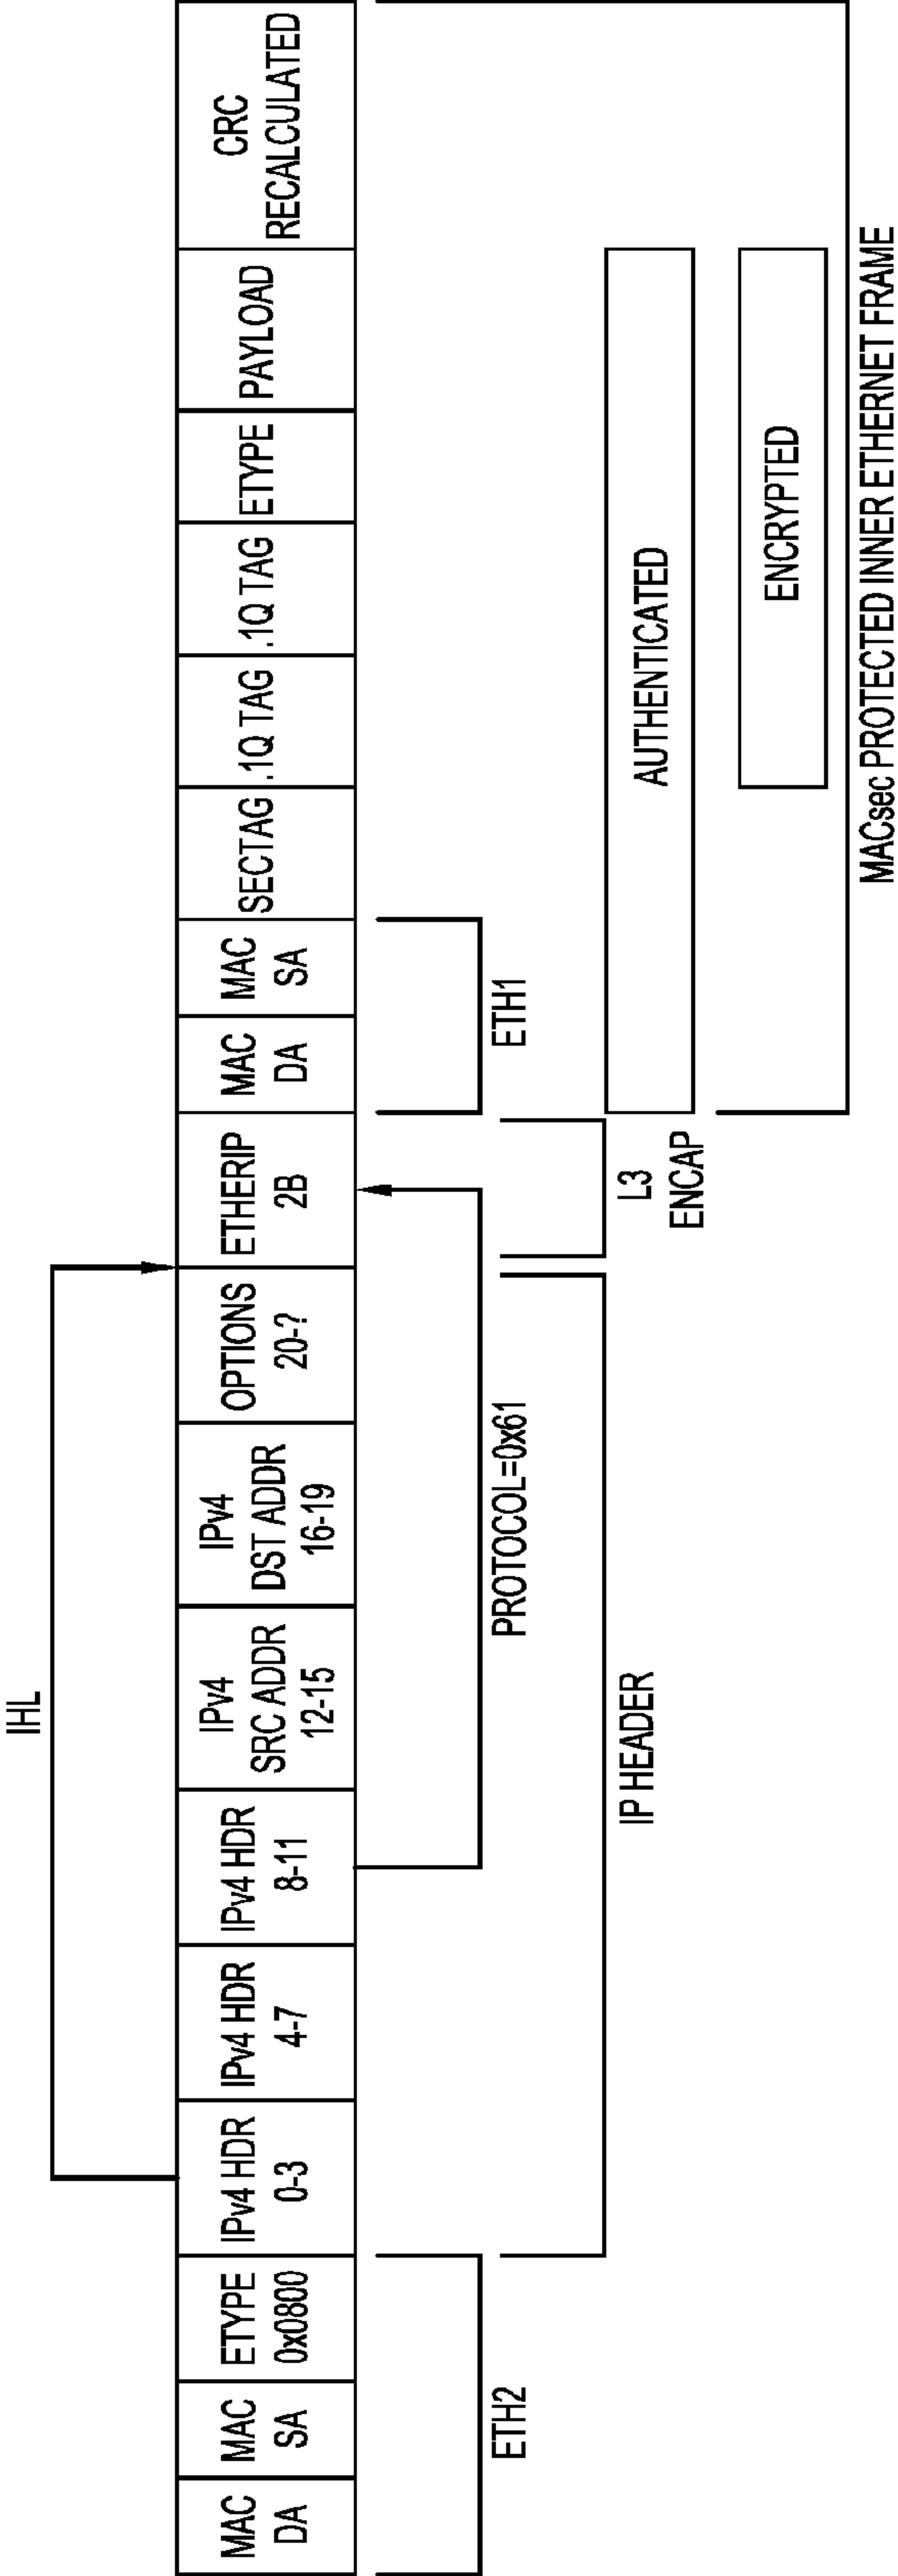 IHL
MAC
DA
MAC
SA
ETYPE
0x0800
IPv4 HDR
0-3
IPv4 HDR
4-7
IPv4 HDR
8-11
IPv4
SRC ADDR
12-15
IPv4
DST ADDR
16-19
OPTIONS
20-?
ETHERIP
2B
MAC
DA
MAC
SA
SECTAG
.1Q TAG
.1Q TAG
ETYPE
PAYLOAD
CRC
RECALCULATED
ETH2
PROTOCOL=0x61
ETH1
IP HEADER
L3
ENCAP
AUTHENTICATED
ENCRYPTED
MACsec PROTECTED INNER ETHERNET FRAME